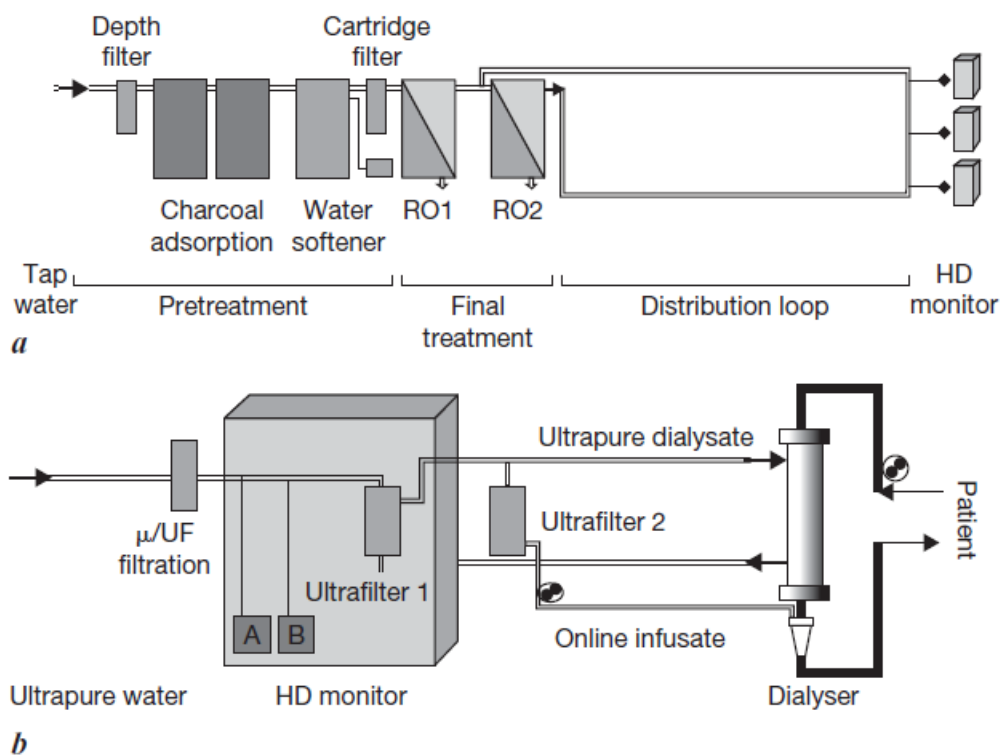 Depth
filter
Cartridge
filter
Charcoal
adsorption
Water
softener
RO1
RO2
Tap
water
Pretreatment
Final
treatment
Distribution loop
HD
monitor
a
Ultrapure dialysate
μ/UF
filtration
Ultrafilter 1
Ultrafilter 2
Patient
A
B
Online infusate
Ultrapure water
HD monitor
Dialyser
b